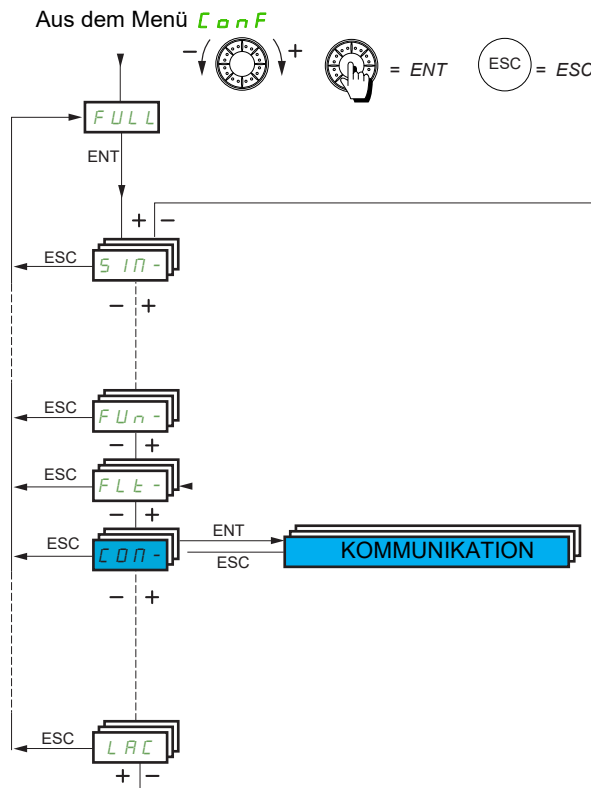 Aus dem Menü ConF
− + = ENT ESC = ESC
FULL
ENT
+ −
ESC SIM-
− +
ESC FUn-
− +
ESC FLt-
− +
ESC COM- ENT KOMMUNIKATION
ESC
− +
ESC LAC
+ −